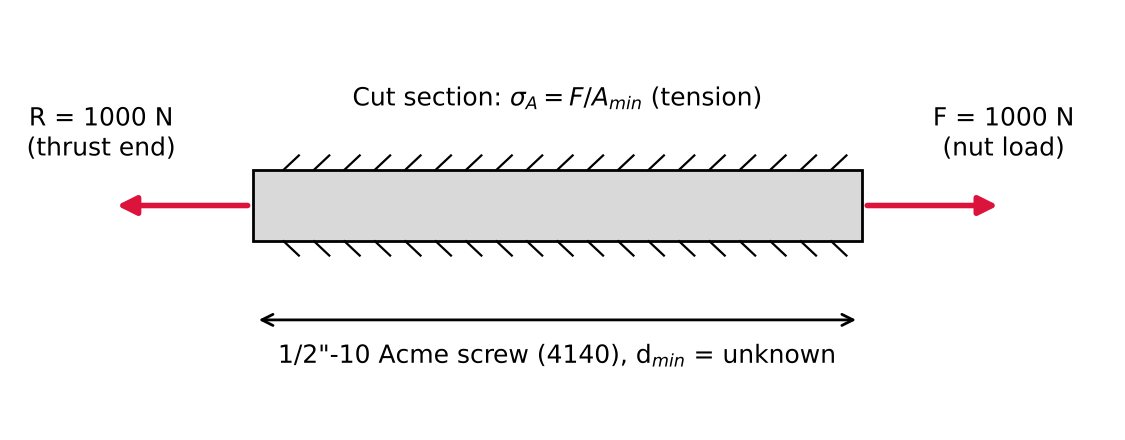 Cut section: σ_A = F/A_min (tension)
R = 1000 N
(thrust end)
F = 1000 N
(nut load)
1/2"-10 Acme screw (4140), d_min = unknown